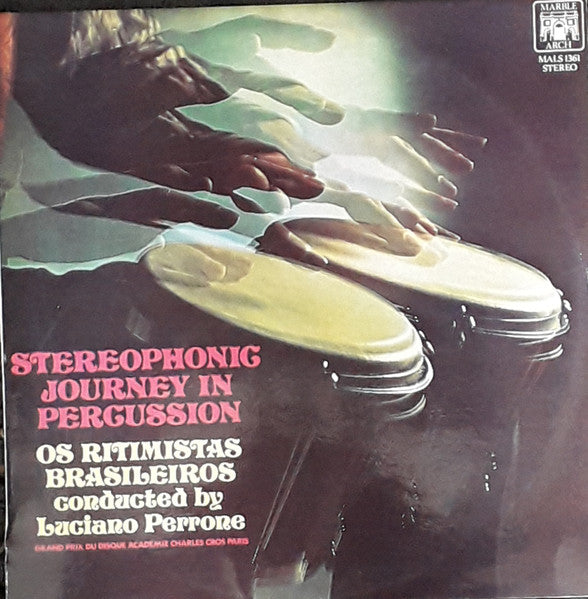 MARBLE
ARCH
MALS 1361
STEREO
STEREOPHONIC
JOURNEY IN
PERCUSSION
OS RITIMISTAS
BRASILEIROS
conducted by
Luciano Perrone
GRAND PRIX DU DISQUE ACADEMIE CHARLES CROS PARIS